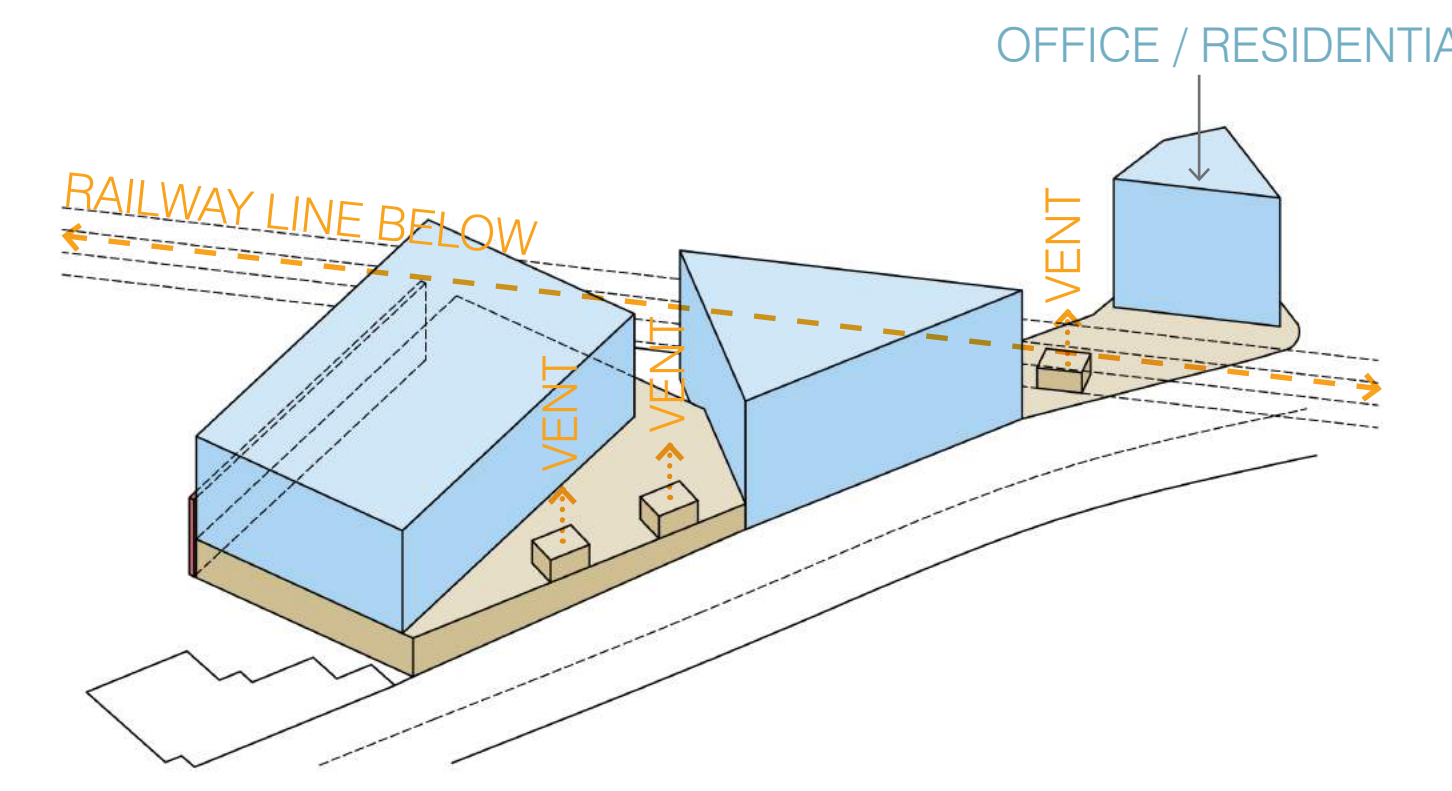 OFFICE / RESIDENTIA
RAILWAY LINE BELOW
VENT
VENT
VENT